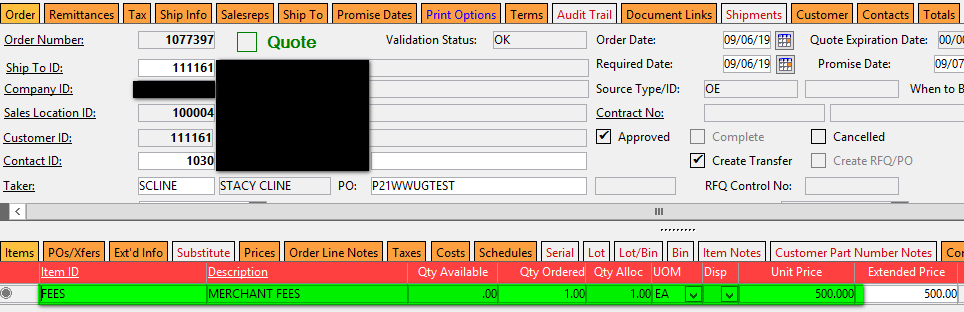 Order Remittances Tax Ship Info Salesreps Ship To Promise Dates Print Options Terms Audit Trail Document Links Shipments Customer Contacts Totals
Order Number: 1077397 Quote Validation Status: OK Order Date: 09/06/19 Quote Expiration Date: 00/00
Ship To ID: 111161 Required Date: 09/06/19 Promise Date: 09/07
Company ID: Source Type/ID: OE When to B
Sales Location ID: 100004 Contract No:
Customer ID: 111161 Approved Complete Cancelled
Contact ID: 1030 Create Transfer Create RFQ/PO
Taker: SCLINE STACY CLINE PO: P21WWUGTEST RFQ Control No:
Items POs/Xfers Ext'd Info Substitute Prices Order Line Notes Taxes Costs Schedules Serial Lot Lot/Bin Bin Item Notes Customer Part Number Notes Co
Item ID Description Qty Available Qty Ordered Qty Alloc UOM Disp Unit Price Extended Price
FEES MERCHANT FEES .00 1.00 1.00 EA 500.000 500.00